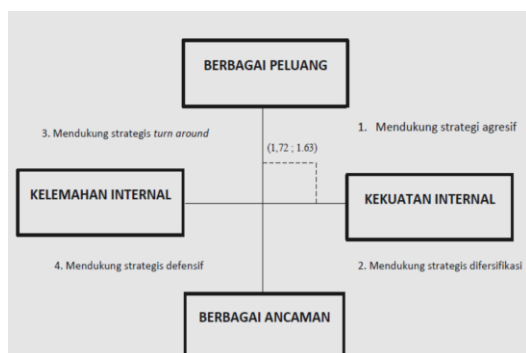 BERBAGAI PELUANG
3. Mendukung strategis turn around
1. Mendukung strategi agresif
(1,72 ; 1.63)
KELEMAHAN INTERNAL
KEKUATAN INTERNAL
4. Mendukung strategis defensif
2. Mendukung strategis difersifikasi
BERBAGAI ANCAMAN